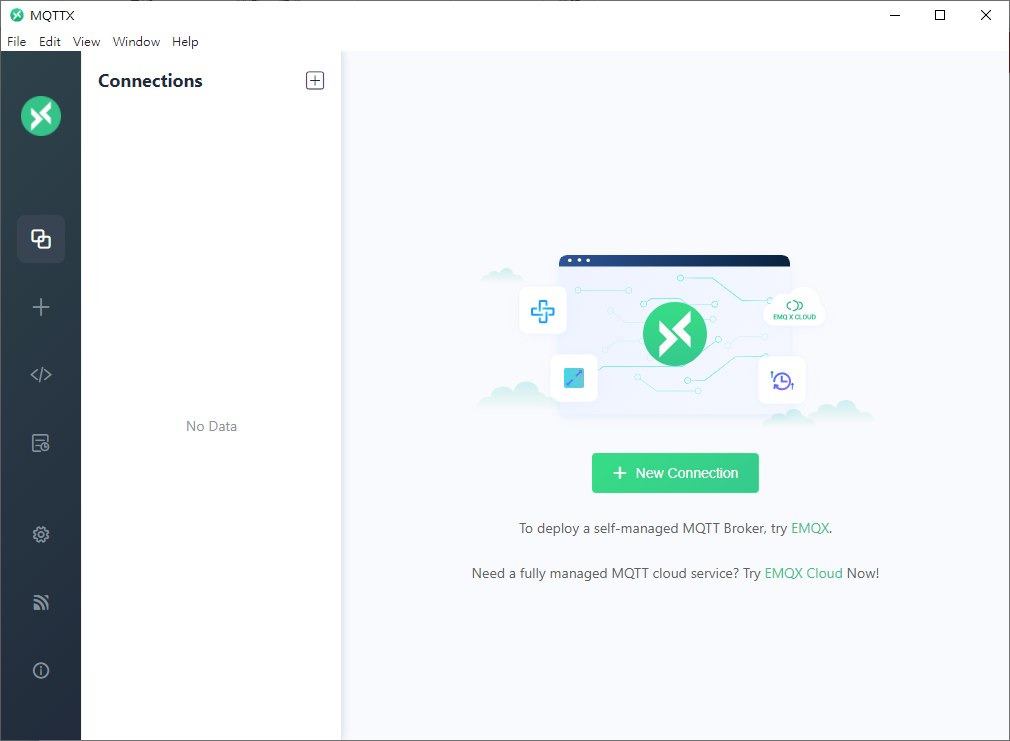 MQTTX
File Edit View Window Help
Connections
No Data
EMQ X CLOUD
New Connection
To deploy a self-managed MQTT Broker, try EMQX.
Need a fully managed MQTT cloud service? Try EMQX Cloud Now!